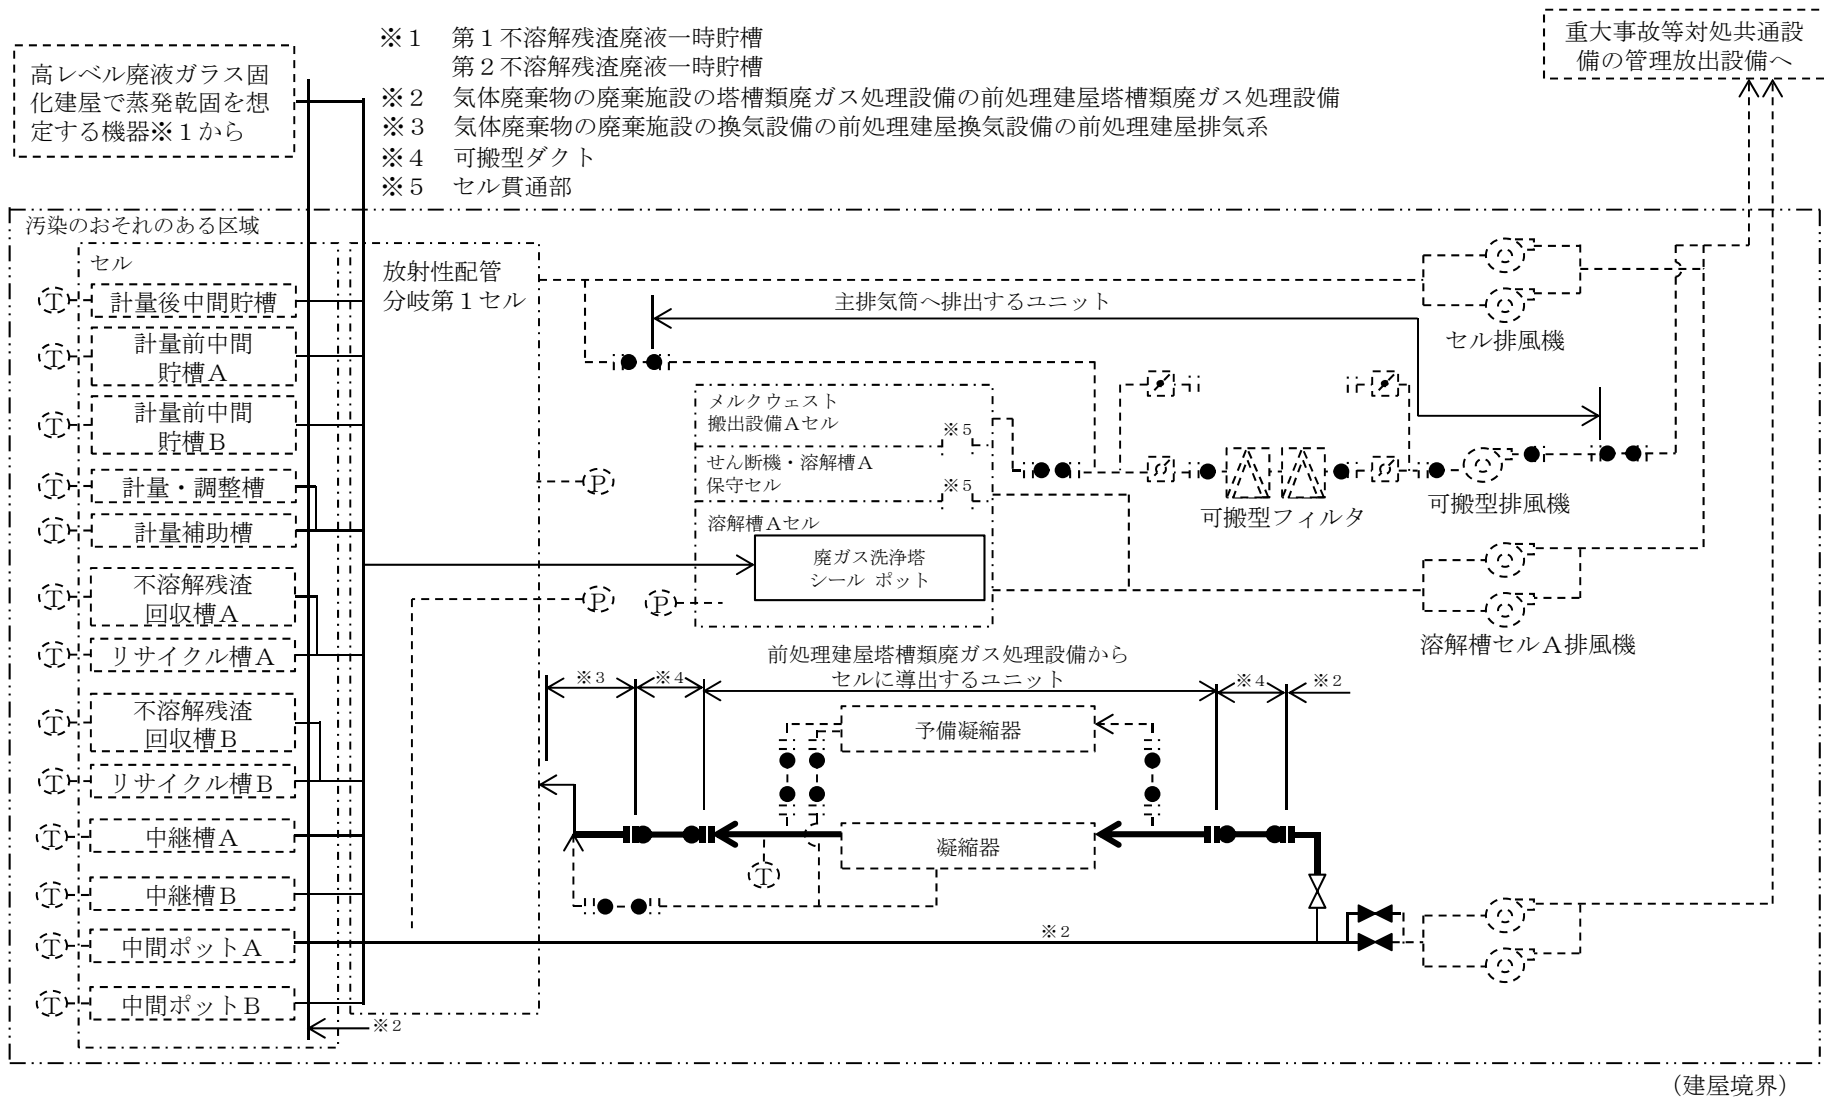 ※１　第１不溶解残渣廃液一時貯槽
第２不溶解残渣廃液一時貯槽
※２　気体廃棄物の廃棄施設の塔槽類廃ガス処理設備の前処理建屋塔槽類廃ガス処理設備
※３　気体廃棄物の廃棄施設の換気設備の前処理建屋換気設備の前処理建屋排気系
※４　可搬型ダクト
※５　セル貫通部
重大事故等対処共通設
備の管理放出設備へ
高レベル廃液ガラス固
化建屋で蒸発乾固を想
定する機器※１から
汚染のおそれのある区域
セル
放射性配管
分岐第１セル
Ｔ
計量後中間貯槽
Ｔ
計量前中間
貯槽Ａ
Ｔ
計量前中間
貯槽Ｂ
Ｔ
計量・調整槽
Ｔ
計量補助槽
Ｔ
不溶解残渣
回収槽Ａ
Ｔ
リサイクル槽Ａ
Ｔ
不溶解残渣
回収槽Ｂ
Ｔ
リサイクル槽Ｂ
Ｔ
中継槽Ａ
Ｔ
中継槽Ｂ
Ｔ
中間ポットＡ
Ｔ
中間ポットＢ
※２
主排気筒へ排出するユニット
セル排風機
メルクウェスト
搬出設備Ａセル
※５
せん断機・溶解槽Ａ
保守セル
※５
溶解槽Ａセル
廃ガス洗浄塔
シール ポット
Ｐ
Ｐ
Ｐ
可搬型フィルタ
可搬型排風機
溶解槽セルＡ排風機
前処理建屋塔槽類廃ガス処理設備から
セルに導出するユニット
※３
※４
※４
※２
予備凝縮器
凝縮器
Ｔ
※２
（建屋境界）